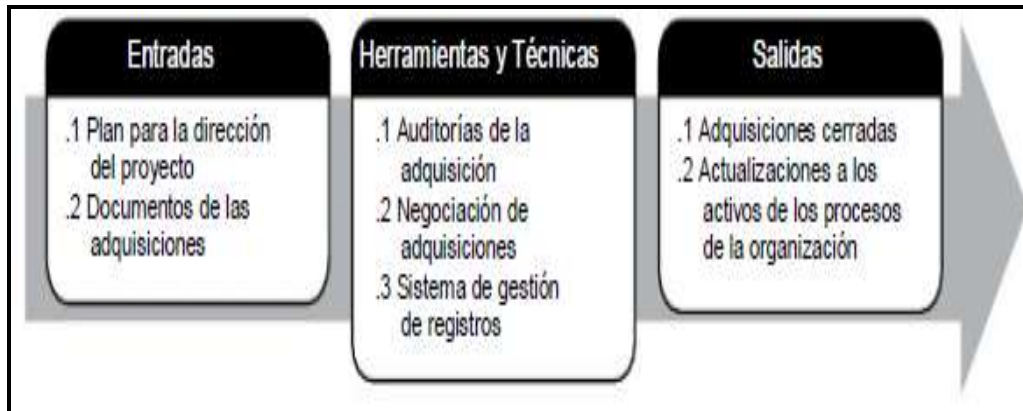 Entradas
.1 Plan para la dirección
del proyecto
.2 Documentos de las
adquisiciones
Herramientas y Técnicas
.1 Auditorías de la
adquisición
.2 Negociación de
adquisiciones
.3 Sistema de gestión
de registros
Salidas
.1 Adquisiciones cerradas
.2 Actualizaciones a los
activos de los procesos
de la organización